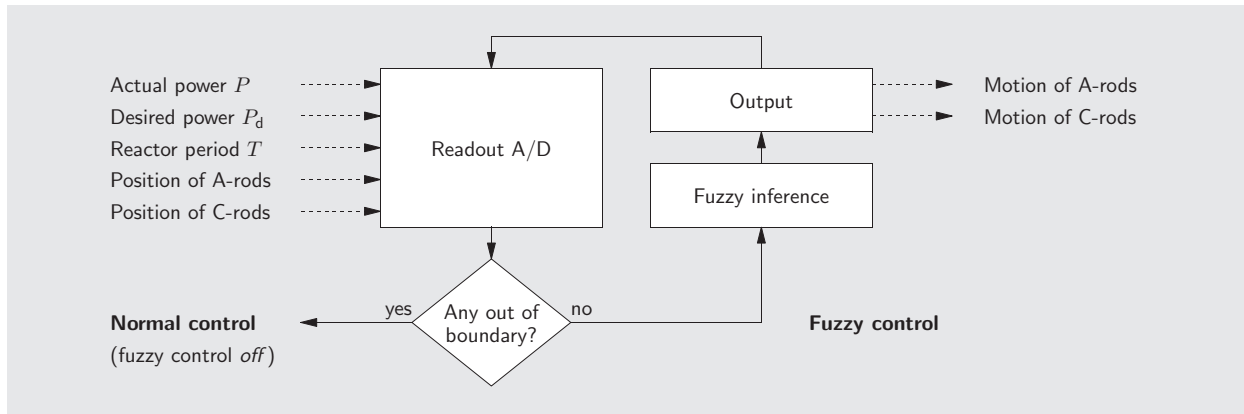 Actual power P
Desired power P_d
Reactor period T
Position of A-rods
Position of C-rods
Readout A/D
Output
Fuzzy inference
Motion of A-rods
Motion of C-rods
yes
Any out of
boundary?
no
Normal control
(fuzzy control off)
Fuzzy control